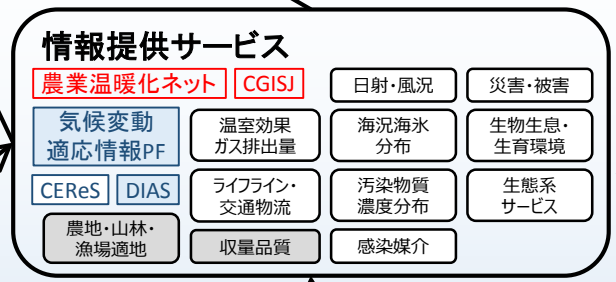 情報提供サービス
農業温暖化ネット
CGISJ
日射・風況
災害・被害
気候変動
適応情報PF
温室効果
ガス排出量
海況海氷
分布
生物生息・
生育環境
CEReS
DIAS
ライフライン・
交通物流
汚染物質
濃度分布
生態系
サービス
農地・山林・
漁場適地
収量品質
感染媒介